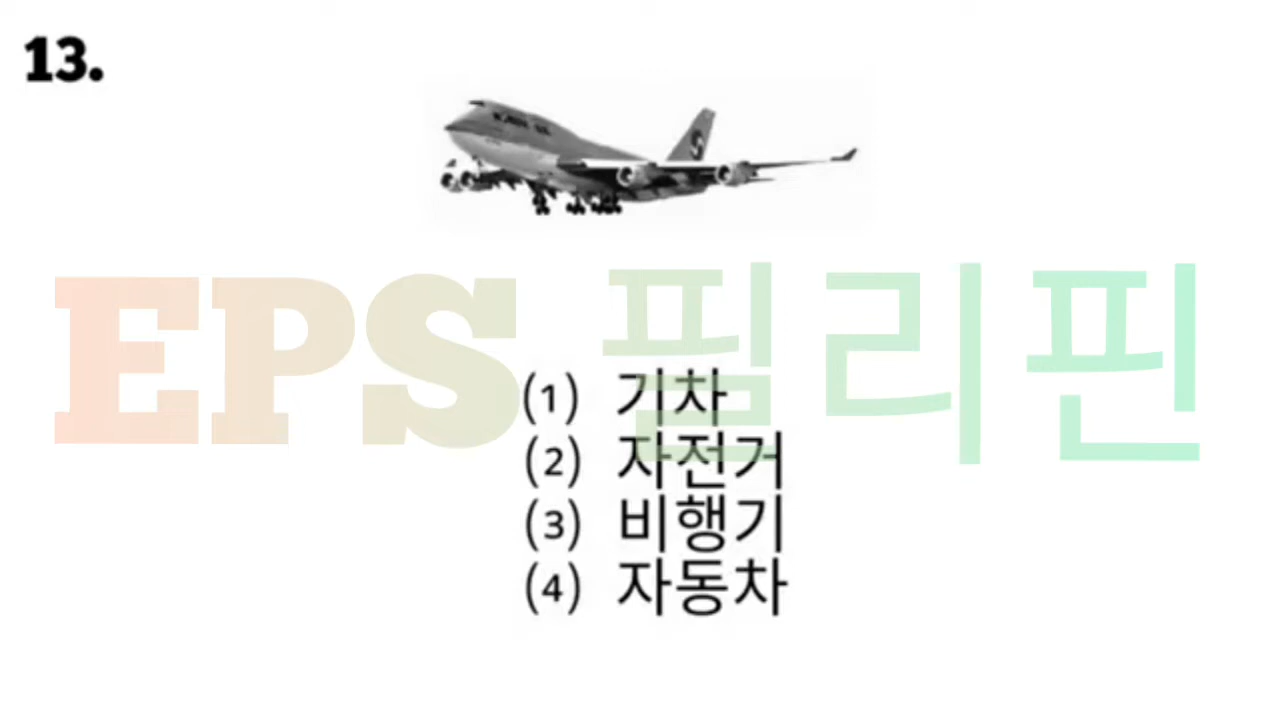 13.
EPS 필리핀
(1) 기차
(2) 자전거
(3) 비행기
(4) 자동차